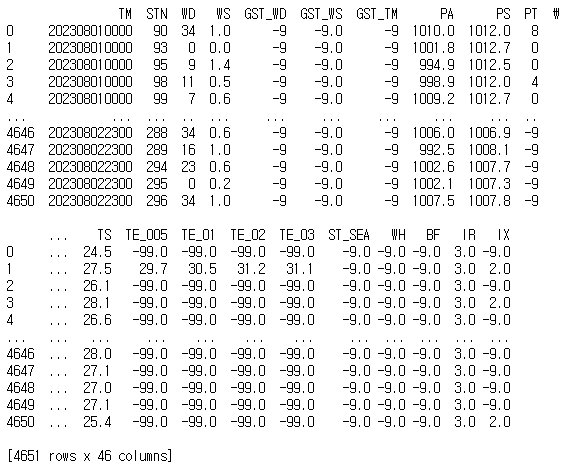 TM STN WD WS GST_WD GST_WS GST_TM PA PS PT ₩
0 202308010000 90 34 1.0 -9 -9.0 -9 1010.0 1012.0 8
1 202308010000 93 0 0.0 -9 -9.0 -9 1001.8 1012.7 0
2 202308010000 95 9 1.4 -9 -9.0 -9 994.9 1012.5 0
3 202308010000 98 11 0.5 -9 -9.0 -9 998.9 1012.0 4
4 202308010000 99 7 0.6 -9 -9.0 -9 1009.2 1012.7 0
... ... ... .. ... ... ... ... ... ... ..
4646 202308022300 288 34 0.6 -9 -9.0 -9 1006.0 1006.9 -9
4647 202308022300 289 16 1.0 -9 -9.0 -9 992.5 1008.1 -9
4648 202308022300 294 23 0.6 -9 -9.0 -9 1002.6 1007.7 -9
4649 202308022300 295 0 0.2 -9 -9.0 -9 1002.1 1007.3 -9
4650 202308022300 296 34 1.0 -9 -9.0 -9 1007.5 1007.8 -9
... TS TE_005 TE_01 TE_02 TE_03 ST_SEA WH BF IR IX
0 ... 24.5 -99.0 -99.0 -99.0 -99.0 -9.0 -9.0 -9.0 3.0 -9.0
1 ... 27.5 29.7 30.5 31.2 31.1 -9.0 -9.0 -9.0 3.0 2.0
2 ... 26.1 -99.0 -99.0 -99.0 -99.0 -9.0 -9.0 -9.0 3.0 2.0
3 ... 28.1 -99.0 -99.0 -99.0 -99.0 -9.0 -9.0 -9.0 3.0 2.0
4 ... 26.6 -99.0 -99.0 -99.0 -99.0 -9.0 -9.0 -9.0 3.0 -9.0
... ... ... ... ... ... ... ... ... ... ... ...
4646 ... 28.0 -99.0 -99.0 -99.0 -99.0 -9.0 -9.0 -9.0 3.0 -9.0
4647 ... 27.1 -99.0 -99.0 -99.0 -99.0 -9.0 -9.0 -9.0 3.0 -9.0
4648 ... 27.0 -99.0 -99.0 -99.0 -99.0 -9.0 -9.0 -9.0 3.0 -9.0
4649 ... 27.1 -99.0 -99.0 -99.0 -99.0 -9.0 -9.0 -9.0 3.0 -9.0
4650 ... 25.4 -99.0 -99.0 -99.0 -99.0 -9.0 -9.0 -9.0 3.0 2.0
[4651 rows x 46 columns]